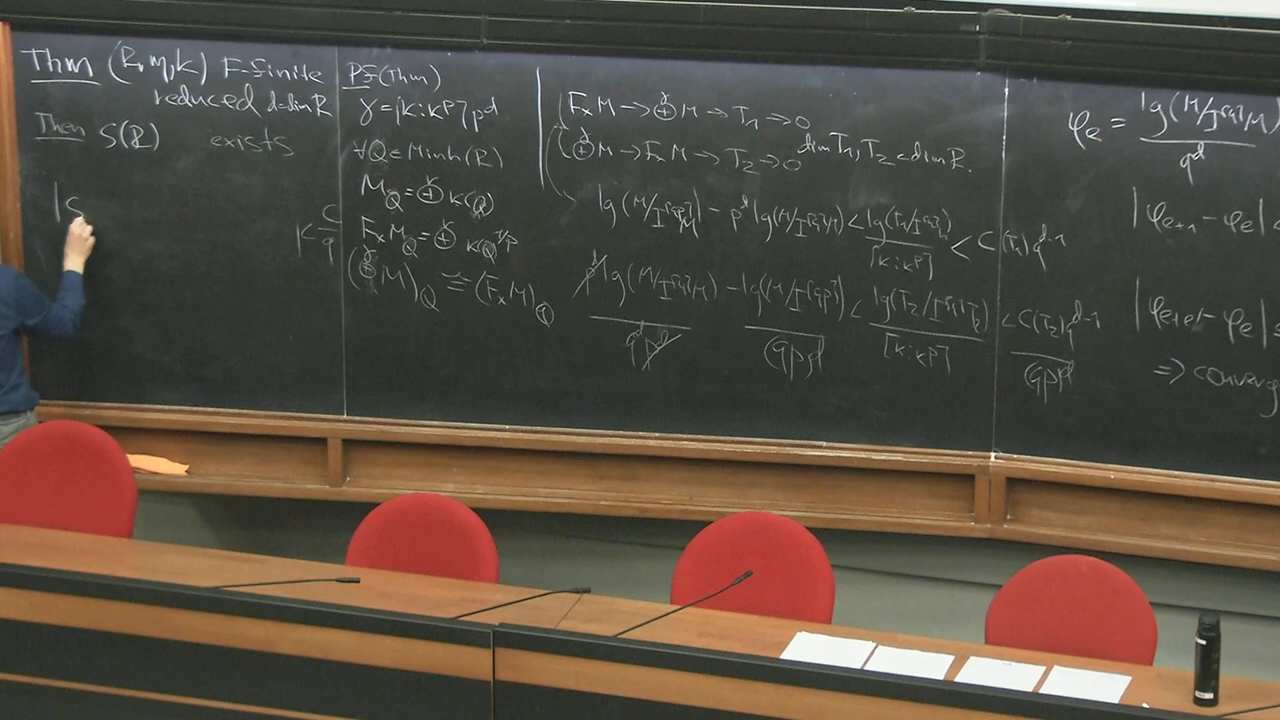 Thm (R,m,k) F-finite
reduced d=dim R
Then S(R) exists
|S
≤ C/q
Pf(Thm)
γ=[k:k^p]p^d
∀Q∈Minh(R)
M_Q=⊕κ(Q)
F_*M_Q=⊕κ(Q)^{1/p}
(⊕^γ M)_Q ≅ (F_*M)_Q
F_*M → ⊕^γ M → T_1 → 0
⊕^γ M → F_*M → T_2 → 0
dim T_1, T_2 < dim R.
lg(M/I^{[qp]}M) - p^d lg(M/I^{[q]}M) < lg(T_1/I^{[q]}) / [k:k^p] < C(T_1)q^{d-1}
p^d lg(M/I^{[q]}M) / q^d p^d - lg(M/I^{[qp]}) / (qp)^d < lg(T_2/I^{[q]}T_2) / [k:k^p] < C(T_2)q^{d-1} / (qp)^d
φ_e = lg(M/I^{[q]}M) / q^d
|φ_{e+1} - φ_e|
|φ_{e+e'} - φ_e| ≤
⇒ converg